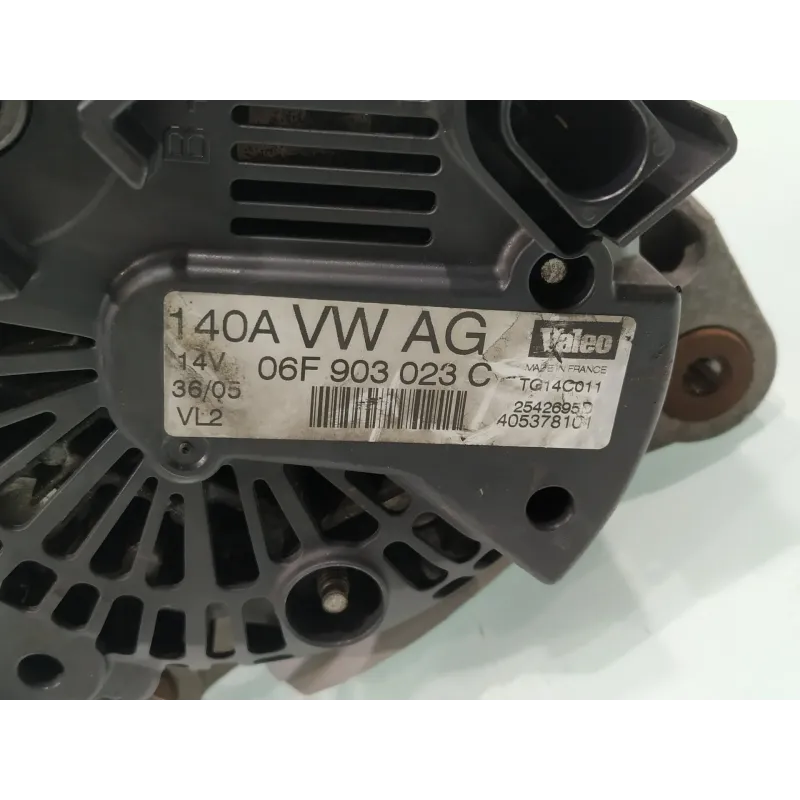 B
140A VW AG Valeo
14V 06F 903 023 C MADE IN FRANCE
36/05 TG14C011
VL2 2542695D
405378101